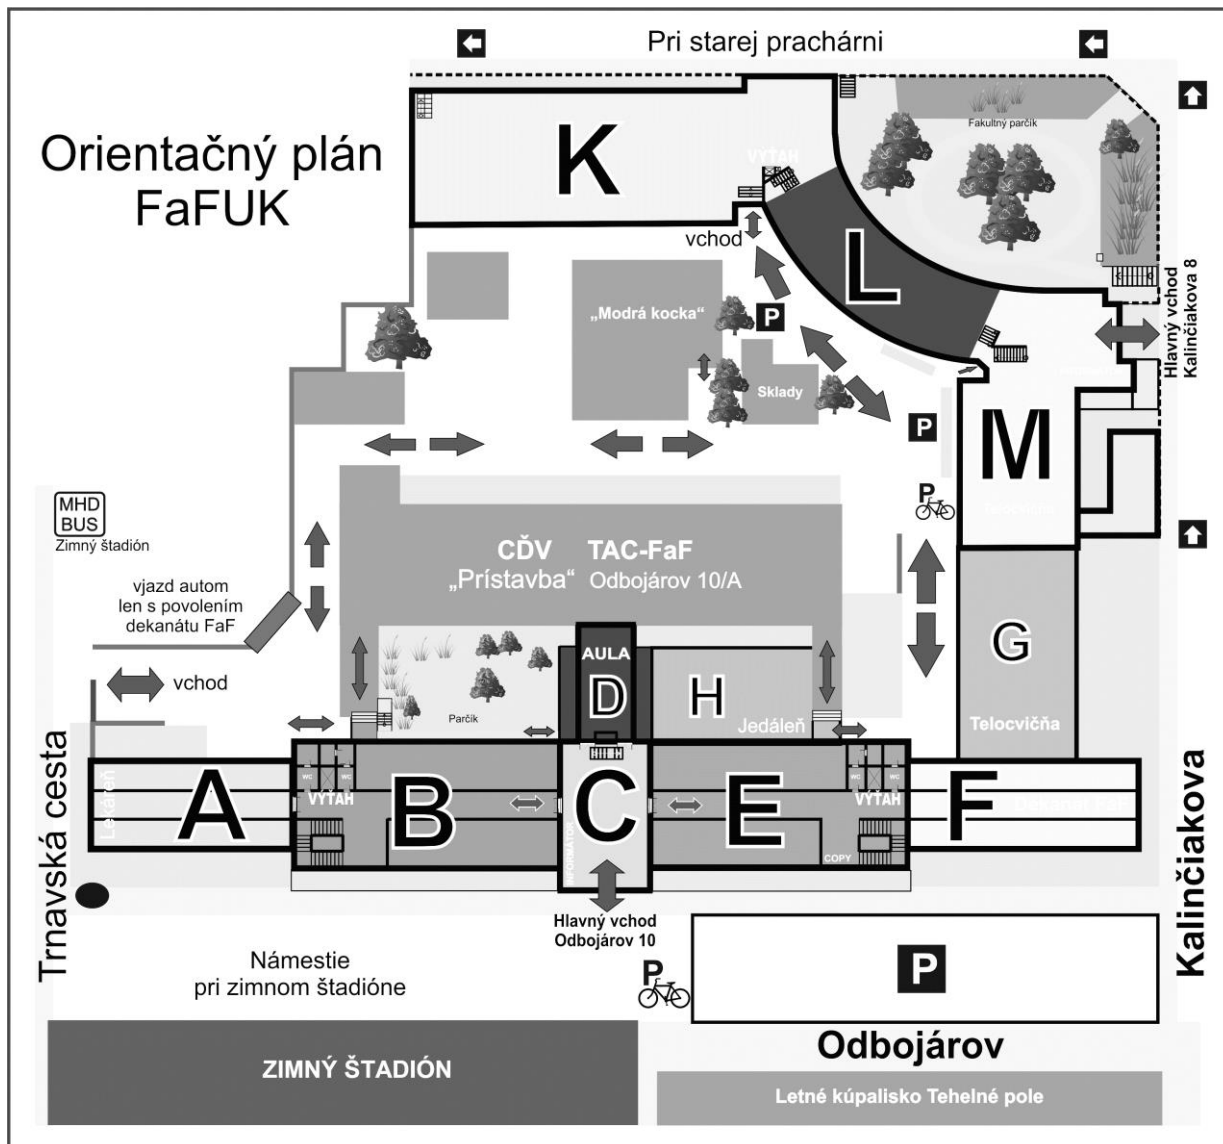 Pri starej prachárni
Orientačný plán
FaFUK
K
VÝŤAH
Fakultný parčík
vchod
L
Hlavný vchod
Kalinčiakova 8
„Modrá kocka“
P
Sklady
P
M
MHD
BUS
Zimný štadión
P
CĎV TAC-FaF
„Prístavba“ Odbojárov 10/A
vjazd autom
len s povolením
dekanátu FaF
G
AULA
D
H
vchod
Parčík
Jedáleň
Telocvičňa
Trnavská cesta
Lekáreň
A
WC
WC
VÝŤAH
B
C
INFORMÁTOR
E
WC
WC
VÝŤAH
COPY
F
Dekanát FaF
Kalinčiakova
Hlavný vchod
Odbojárov 10
Námestie
pri zimnom štadióne
P
P
Odbojárov
ZIMNÝ ŠTADIÓN
Letné kúpalisko Tehelné pole